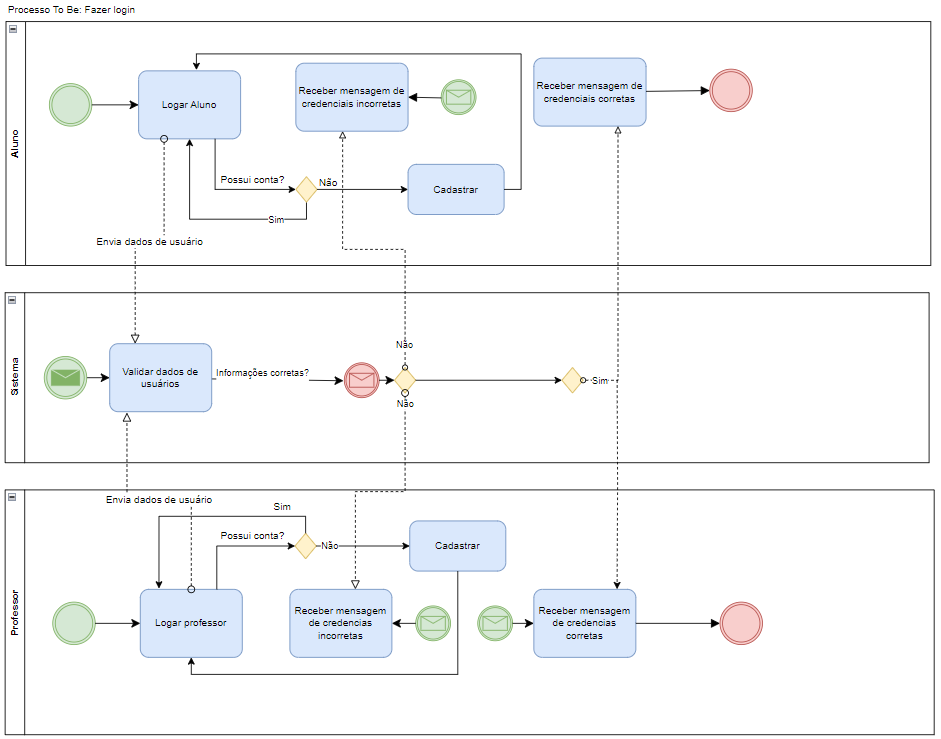 Processo To Be: Fazer login
Aluno
Logar Aluno
Receber mensagem de
credenciais incorretas
Receber mensagem de
credenciais corretas
Possui conta?
Não
Cadastrar
Sim
Envia dados de usuário
Sistema
Validar dados de
usuários
Informações corretas?
Não
Não
Sim
Professor
Envia dados de usuário
Sim
Possui conta?
Não
Cadastrar
Logar professor
Receber mensagem
de credencias
incorretas
Receber mensagem
de credencias
corretas